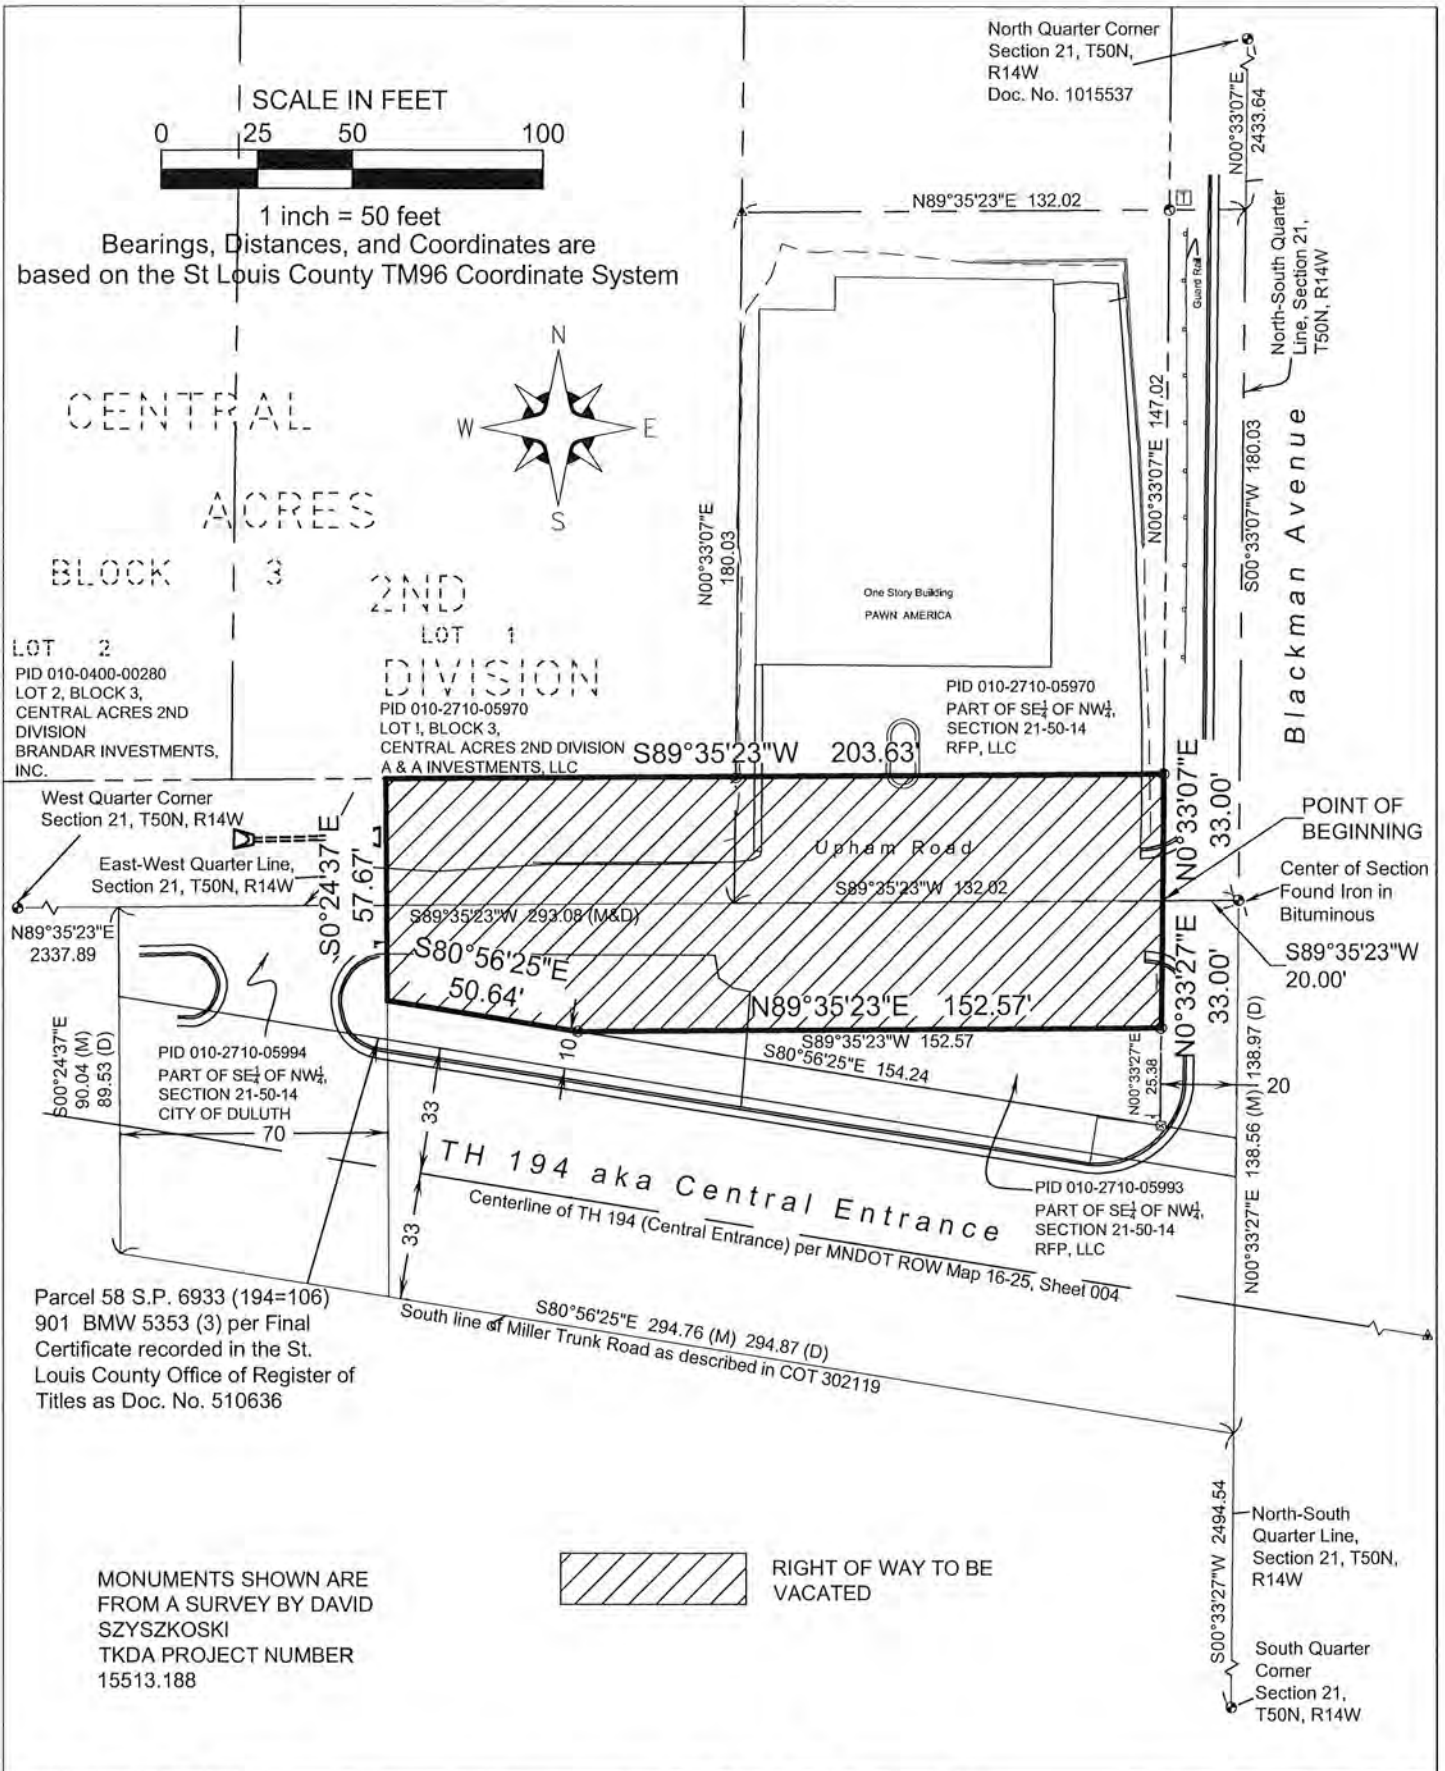 North Quarter Corner
Section 21, T50N,
R14W
Doc. No. 1015537
N00°33'07"E
2433.64
SCALE IN FEET
0 25 50 100
1 inch = 50 feet
Bearings, Distances, and Coordinates are
based on the St Louis County TM96 Coordinate System
N89°35'23"E 132.02
T
Guard Rail
North-South Quarter
Line, Section 21,
T50N, R14W
N
W E
S
CENTRAL
ACRES
BLOCK 3
2ND
LOT 1
DIVISION
N00°33'07"E
180.03
N00°33'07"E 147.02
S00°33'07"W 180.03
Blackman Avenue
One Story Building
PAWN AMERICA
LOT 2
PID 010-0400-00280
LOT 2, BLOCK 3,
CENTRAL ACRES 2ND
DIVISION
BRANDAR INVESTMENTS,
INC.
PID 010-2710-05970
LOT 1, BLOCK 3,
CENTRAL ACRES 2ND DIVISION
A & A INVESTMENTS, LLC
PID 010-2710-05970
PART OF SE¼ OF NW¼,
SECTION 21-50-14
RFP, LLC
S89°35'23"W 203.63'
West Quarter Corner
Section 21, T50N, R14W
East-West Quarter Line,
Section 21, T50N, R14W
S0°24'37"E
57.67'
Upham Road
S89°35'23"W 132.02
N0°33'07"E
33.00'
POINT OF
BEGINNING
Center of Section
Found Iron in
Bituminous
S89°35'23"W
20.00'
N89°35'23"E
2337.89
S89°35'23"W 293.08 (M&D)
S80°56'25"E
50.64'
N89°35'23"E 152.57'
N0°33'27"E
33.00'
S89°35'23"W 152.57
S80°56'25"E 154.24
10
N00°33'27"E
25.38
20
N00°33'27"E 138.56 (M) 138.97 (D)
S00°24'37"E
90.04 (M)
89.53 (D)
PID 010-2710-05994
PART OF SE¼ OF NW¼,
SECTION 21-50-14
CITY OF DULUTH
70
33
33
TH 194 aka Central Entrance
Centerline of TH 194 (Central Entrance) per MNDOT ROW Map 16-25, Sheet 004
PID 010-2710-05993
PART OF SE¼ OF NW¼,
SECTION 21-50-14
RFP, LLC
S80°56'25"E 294.76 (M) 294.87 (D)
South line of Miller Trunk Road as described in COT 302119
Parcel 58 S.P. 6933 (194=106)
901 BMW 5353 (3) per Final
Certificate recorded in the St.
Louis County Office of Register of
Titles as Doc. No. 510636
S00°33'27"W 2494.54
North-South
Quarter Line,
Section 21, T50N,
R14W
South Quarter
Corner
Section 21,
T50N, R14W
MONUMENTS SHOWN ARE
FROM A SURVEY BY DAVID
SZYSZKOSKI
TKDA PROJECT NUMBER
15513.188
RIGHT OF WAY TO BE
VACATED